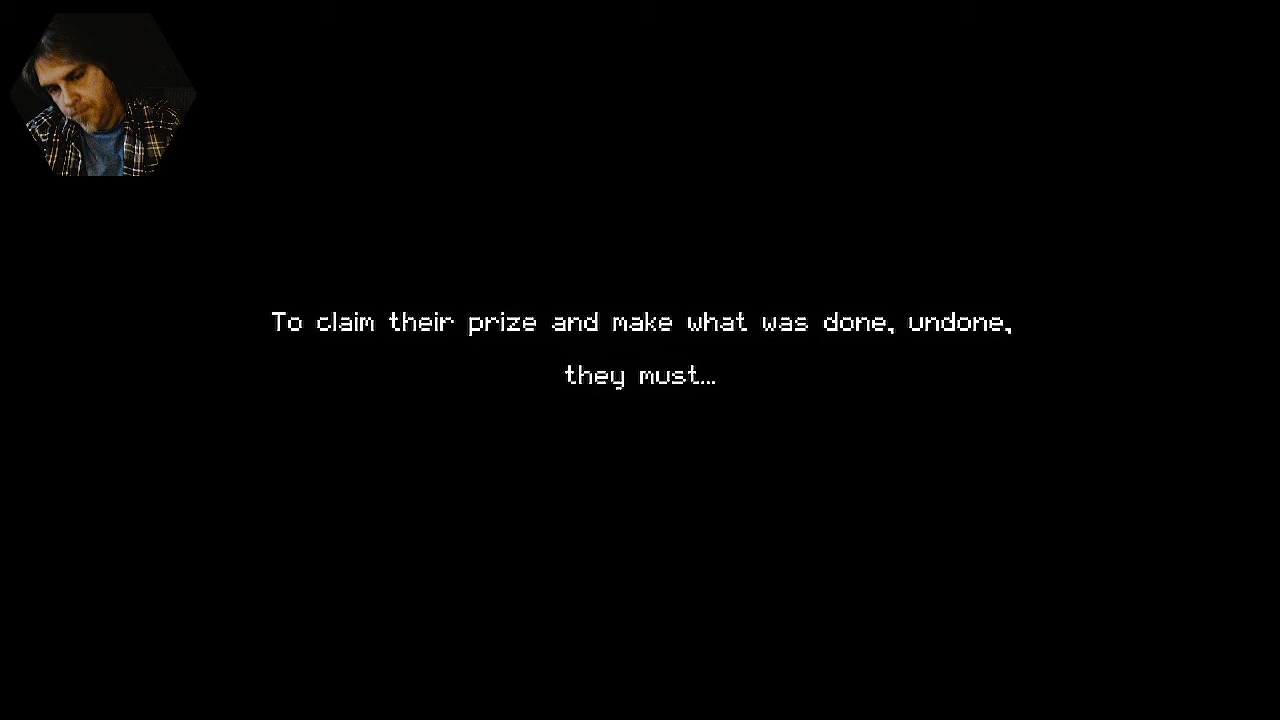 To claim their prize and make what was done, undone,
they must...